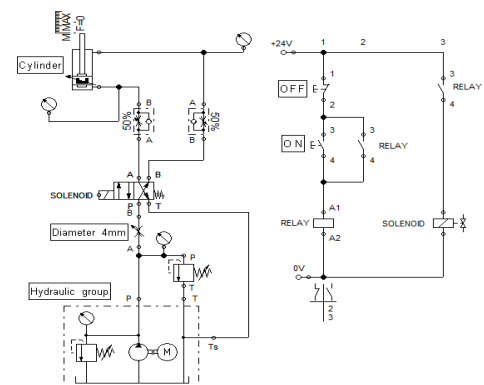 MIMAX
F=0
Cylinder
B
A
50%
50%
A
B
A
B
SOLENOID
P
T
B
Diameter 4mm
A
P
T
Hydraulic group
P
T
Ts
M
1
2
3
+24V
1
3
OFF
RELAY
2
4
3
3
ON
RELAY
4
4
A1
RELAY
SOLENOID
A2
0V
2
3